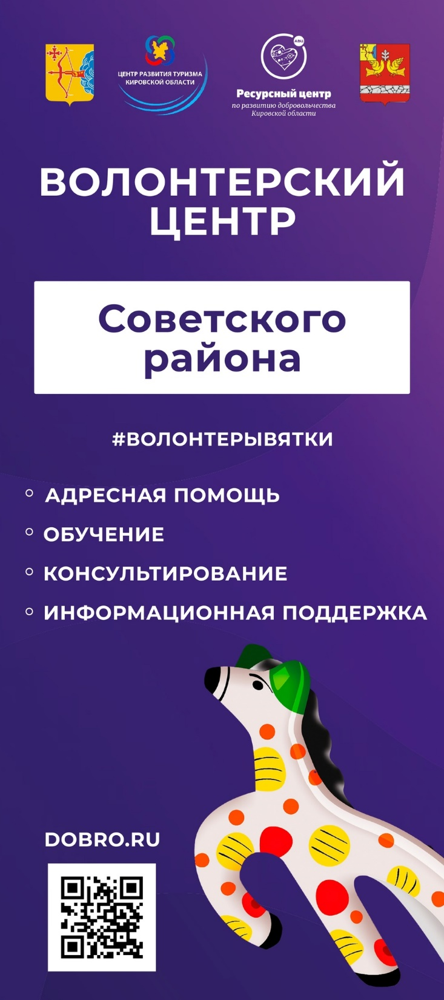 ЦЕНТР РАЗВИТИЯ ТУРИЗМА
КИРОВСКОЙ ОБЛАСТИ
АВЦ
Ресурсный центр
по развитию добровольчества
Кировской области
ВОЛОНТЕРСКИЙ
ЦЕНТР
Советского
района
#ВОЛОНТЕРЫВЯТКИ
АДРЕСНАЯ ПОМОЩЬ
ОБУЧЕНИЕ
КОНСУЛЬТИРОВАНИЕ
ИНФОРМАЦИОННАЯ ПОДДЕРЖКА
DOBRO.RU